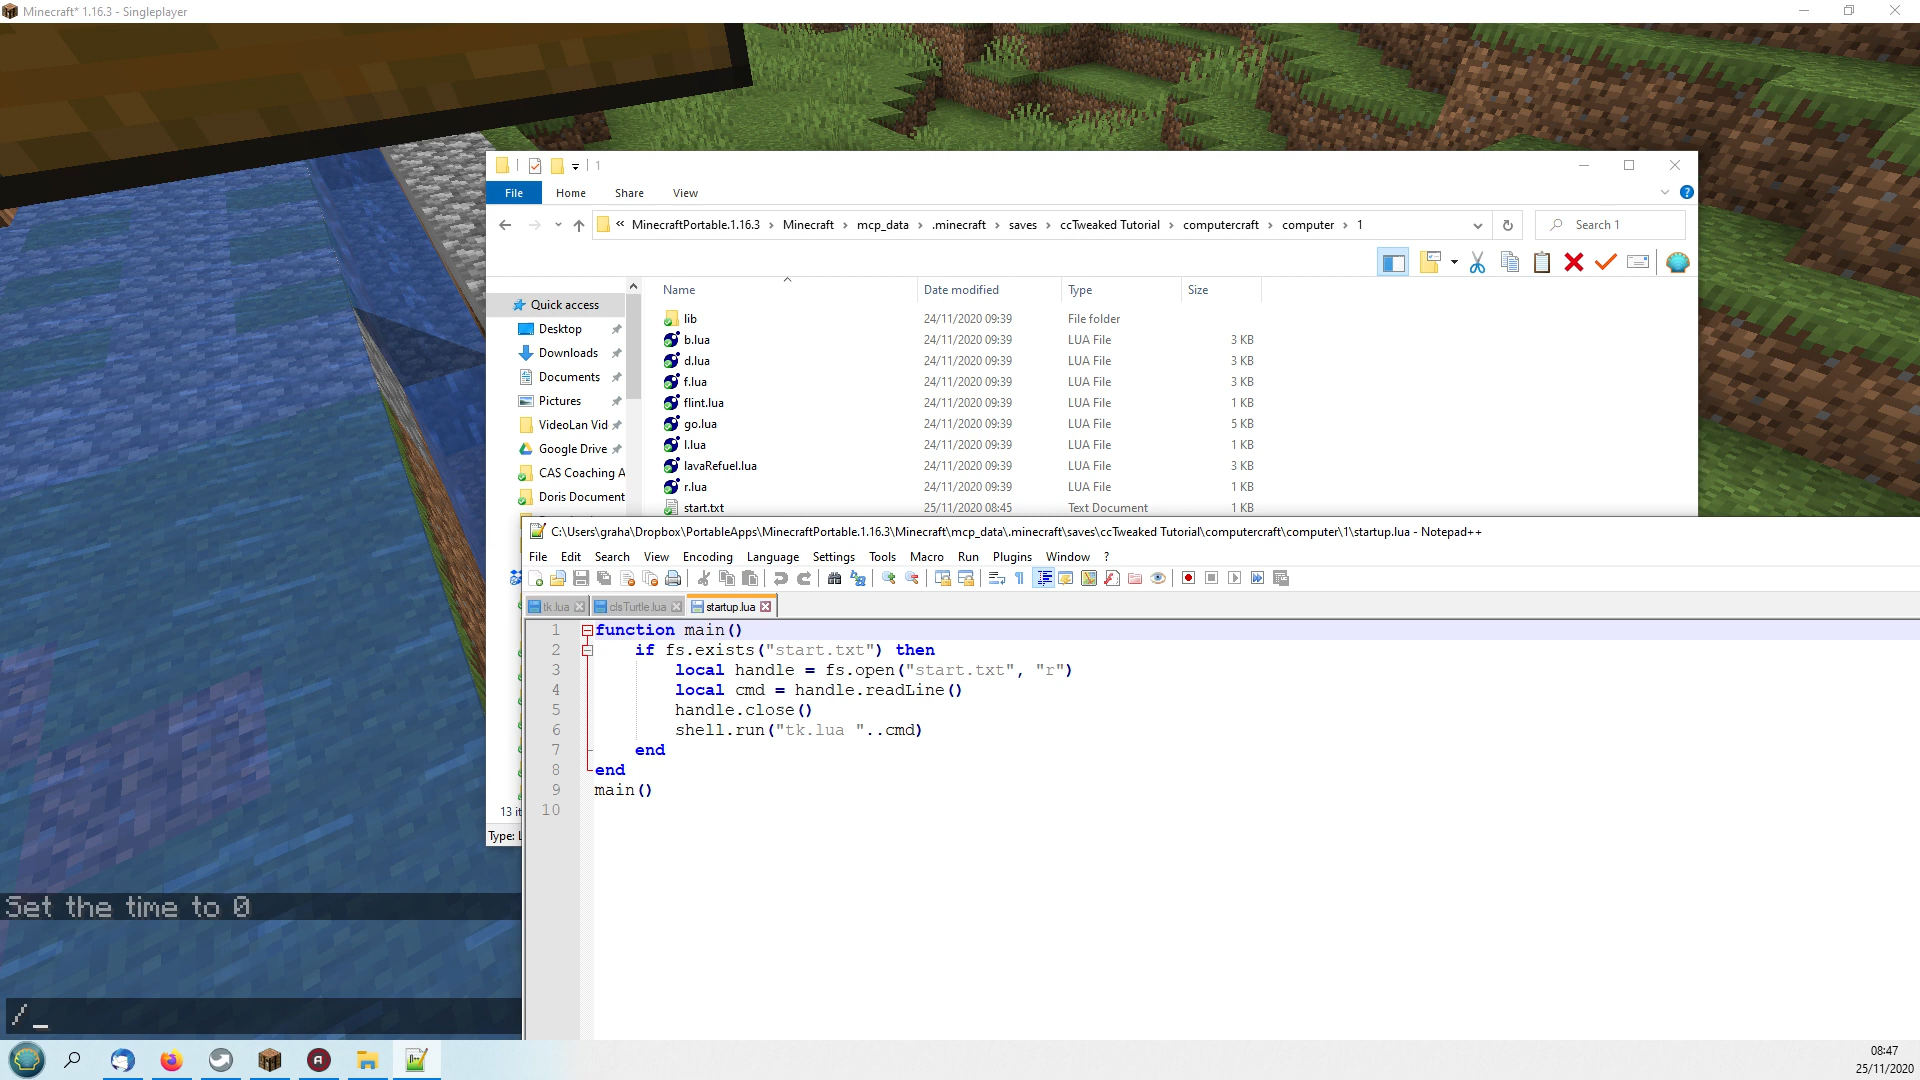 Minecraft* 1.16.3 - Singleplayer
1
File Home Share View
« MinecraftPortable.1.16.3 › Minecraft › mcp_data › .minecraft › saves › ccTweaked Tutorial › computercraft › computer › 1
Search 1
Name Date modified Type Size
Quick access
Desktop
Downloads
Documents
Pictures
VideoLan Vid
Google Drive
CAS Coaching A
Doris Document
lib 24/11/2020 09:39 File folder
b.lua 24/11/2020 09:39 LUA File 3 KB
d.lua 24/11/2020 09:39 LUA File 3 KB
f.lua 24/11/2020 09:39 LUA File 3 KB
flint.lua 24/11/2020 09:39 LUA File 1 KB
go.lua 24/11/2020 09:39 LUA File 5 KB
l.lua 24/11/2020 09:39 LUA File 1 KB
lavaRefuel.lua 24/11/2020 09:39 LUA File 3 KB
r.lua 24/11/2020 09:39 LUA File 1 KB
start.txt 25/11/2020 08:45 Text Document 1 KB
13 it
Type: L
C:\Users\graha\Dropbox\PortableApps\MinecraftPortable.1.16.3\Minecraft\mcp_data\.minecraft\saves\ccTweaked Tutorial\computercraft\computer\1\startup.lua - Notepad++
File Edit Search View Encoding Language Settings Tools Macro Run Plugins Window ?
tk.lua clsTurtle.lua startup.lua
1 function main()
2 if fs.exists("start.txt") then
3 local handle = fs.open("start.txt", "r")
4 local cmd = handle.readLine()
5 handle.close()
6 shell.run("tk.lua "..cmd)
7 end
8 end
9 main()
10
Set the time to 0
/_
08:47
25/11/2020